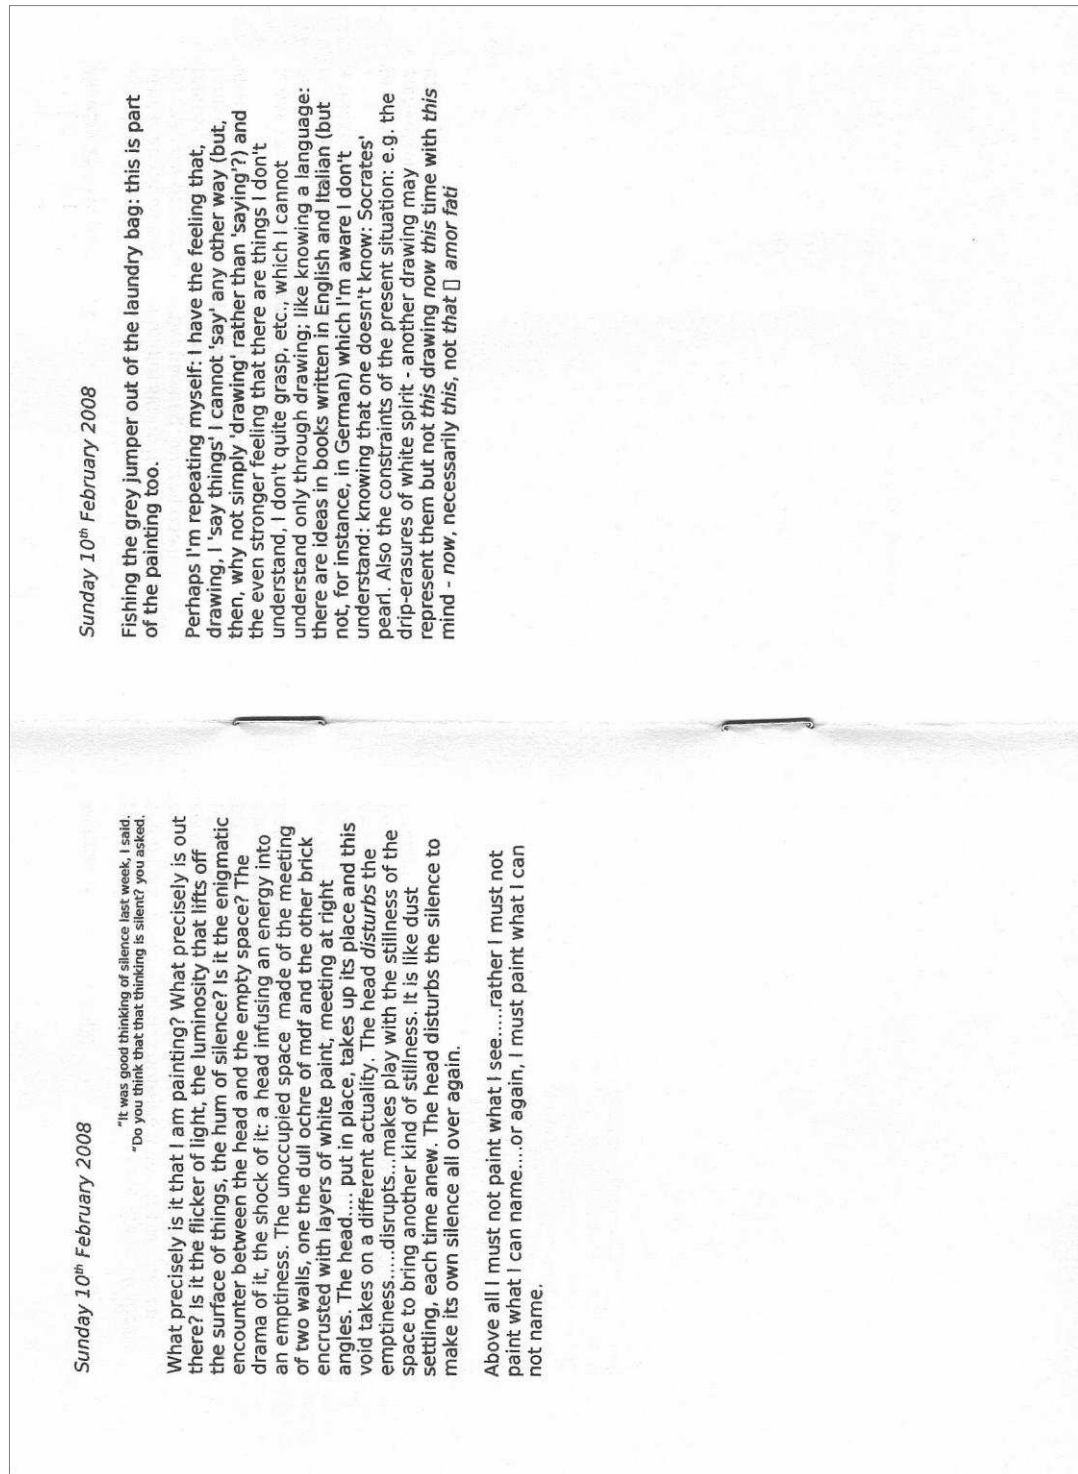 Sunday 10th February 2008
"It was good thinking of silence last week, I said.
"Do you think that that thinking is silent? you asked.
What precisely is it that I am painting? What precisely is out
there? Is it the flicker of light, the luminosity that lifts off
the surface of things, the hum of silence? Is it the enigmatic
encounter between the head and the empty space? The
drama of it, the shock of it: a head infusing an energy into
an emptiness. The unoccupied space made of the meeting
of two walls, one the dull ochre of mdf and the other brick
encrusted with layers of white paint, meeting at right
angles. The head.... put in place, takes up its place and this
void takes on a different actuality. The head disturbs the
emptiness.....disrupts...makes play with the stillness of the
space to bring another kind of stillness. it is like dust
settling, each time anew. The head disturbs the silence to
make its own silence all over again.
Above all I must not paint what I see.....rather I must not
paint what I can name....or again, I must paint what I can
not name.
Sunday 10th February 2008
Fishing the grey jumper out of the laundry bag: this is part
of the painting too.
Perhaps I'm repeating myself: I have the feeling that,
drawing, I 'say things' I cannot 'say' any other way (but,
then, why not simply 'drawing' rather than 'saying'?) and
the even stronger feeling that there are things I don't
understand, I don't quite grasp, etc., which I cannot
understand only through drawing; like knowing a language:
there are ideas in books written in English and Italian (but
not, for instance, in German) which I'm aware I don't
understand: knowing that one doesn't know: Socrates'
pearl. Also the constraints of the present situation: e.g. the
drip-erasures of white spirit - another drawing may
represent them but not this drawing now this time with this
mind - now, necessarily this, not that ▯ amor fati